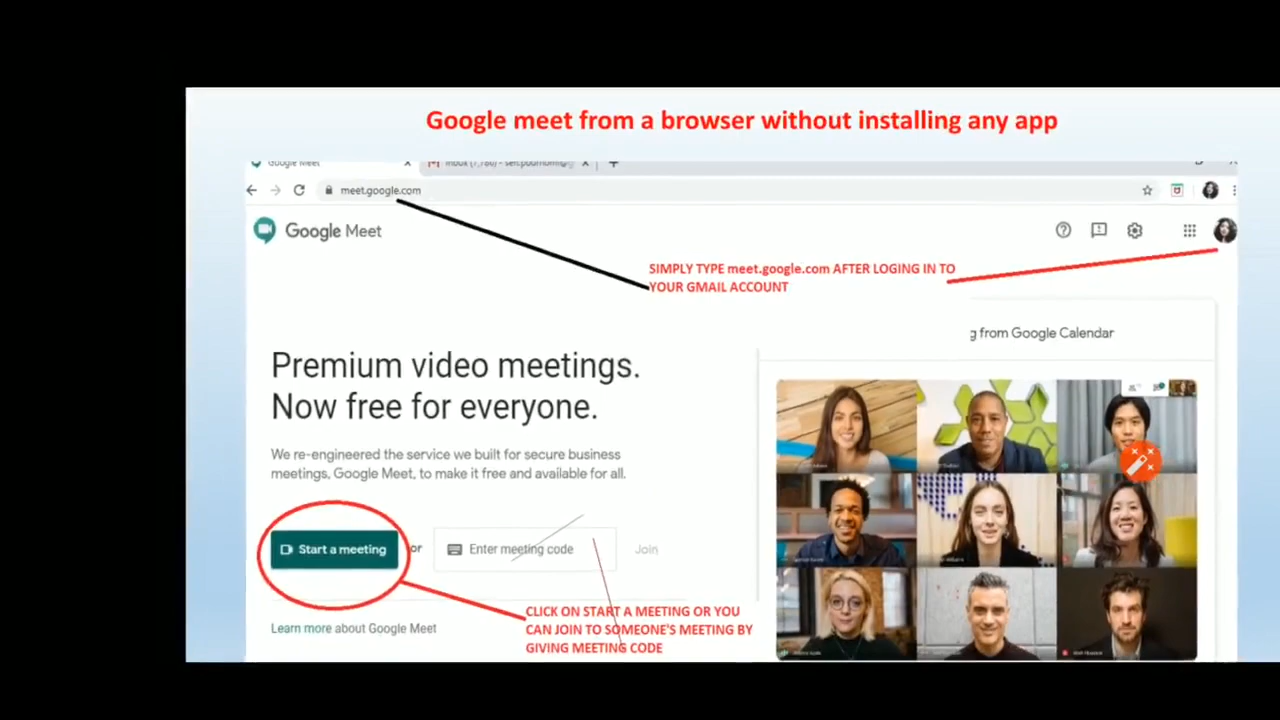 Google meet from a browser without installing any app
Google Meet
meet.google.com
Google Meet
SIMPLY TYPE meet.google.com AFTER LOGING IN TO
YOUR GMAIL ACCOUNT
g from Google Calendar
Premium video meetings.
Now free for everyone.
We re-engineered the service we built for secure business
meetings, Google Meet, to make it free and available for all.
Start a meeting
or
Enter meeting code
Join
CLICK ON START A MEETING OR YOU
CAN JOIN TO SOMEONE'S MEETING BY
GIVING MEETING CODE
Learn more about Google Meet